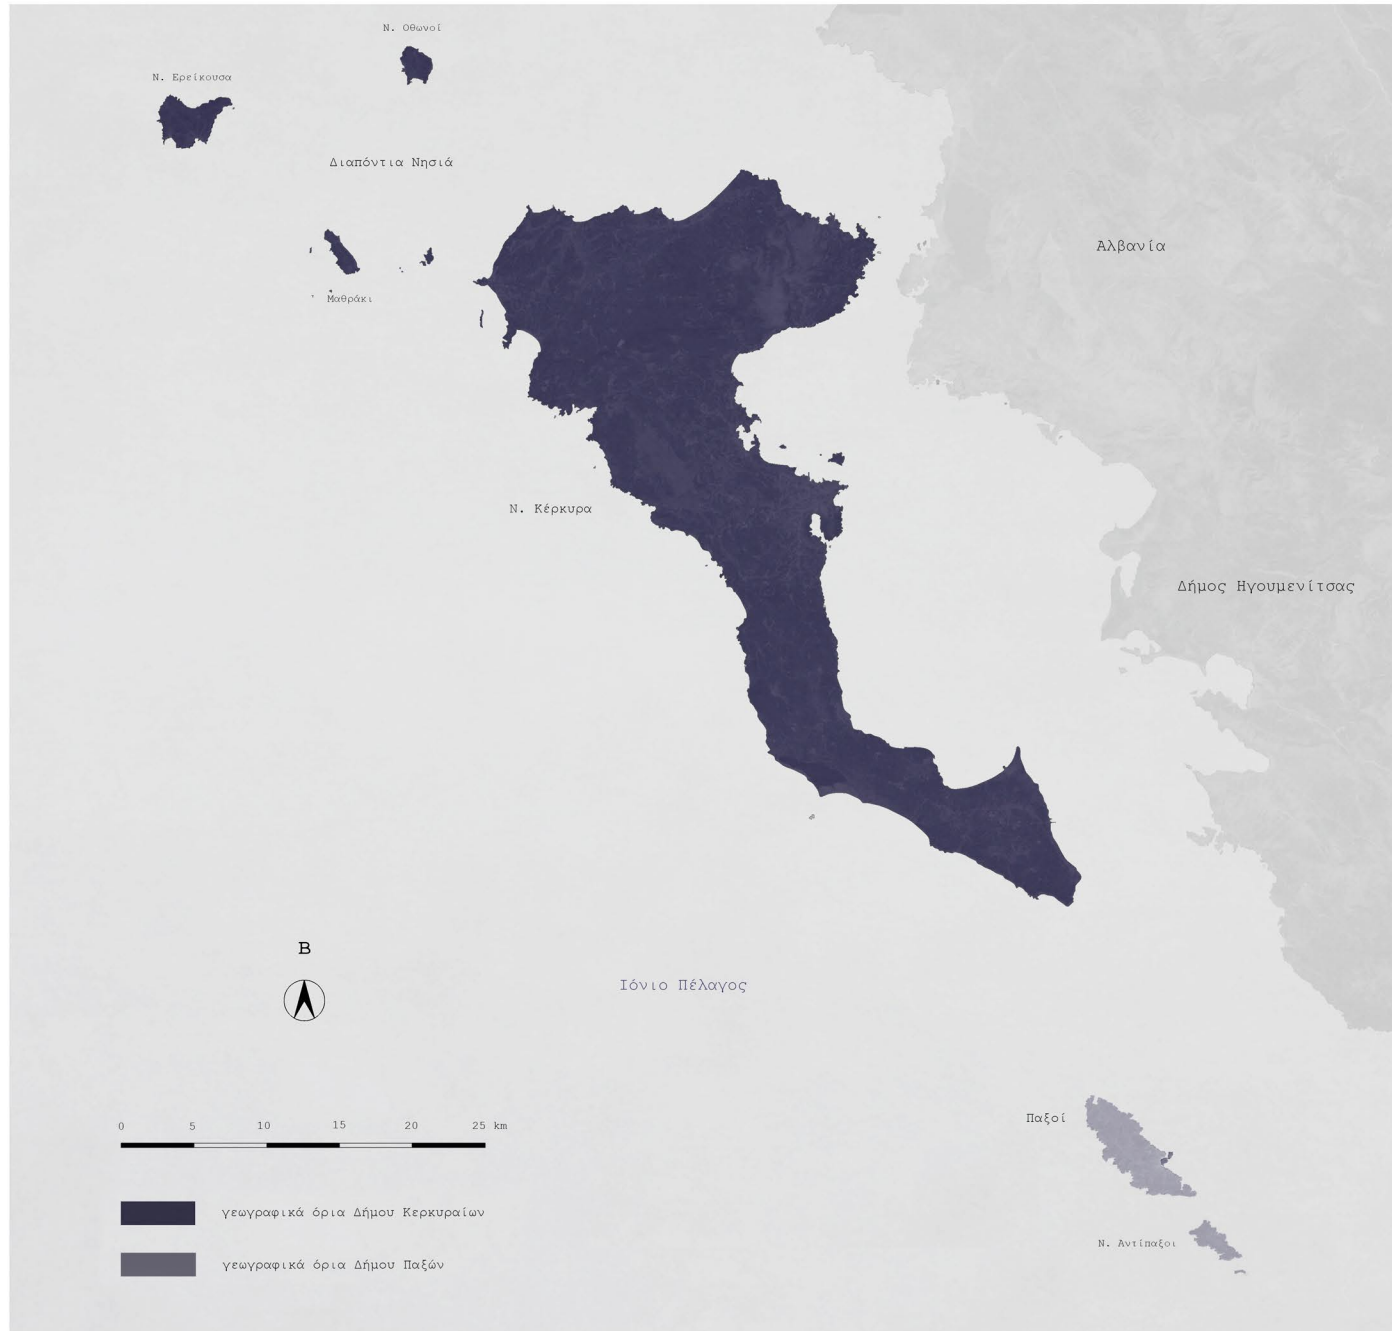 Ν. Οθωνοί
Ν. Ερείκουσα
Διαπόντια Νησιά
Αλβανία
Μαθράκι
Ν. Κέρκυρα
Δήμος Ηγουμενίτσας
Β
Ιόνιο Πέλαγος
Παξοί
0 5 10 15 20 25 km
γεωγραφικά όρια Δήμου Κερκυραίων
Ν. Αντίπαξοι
γεωγραφικά όρια Δήμου Παξών